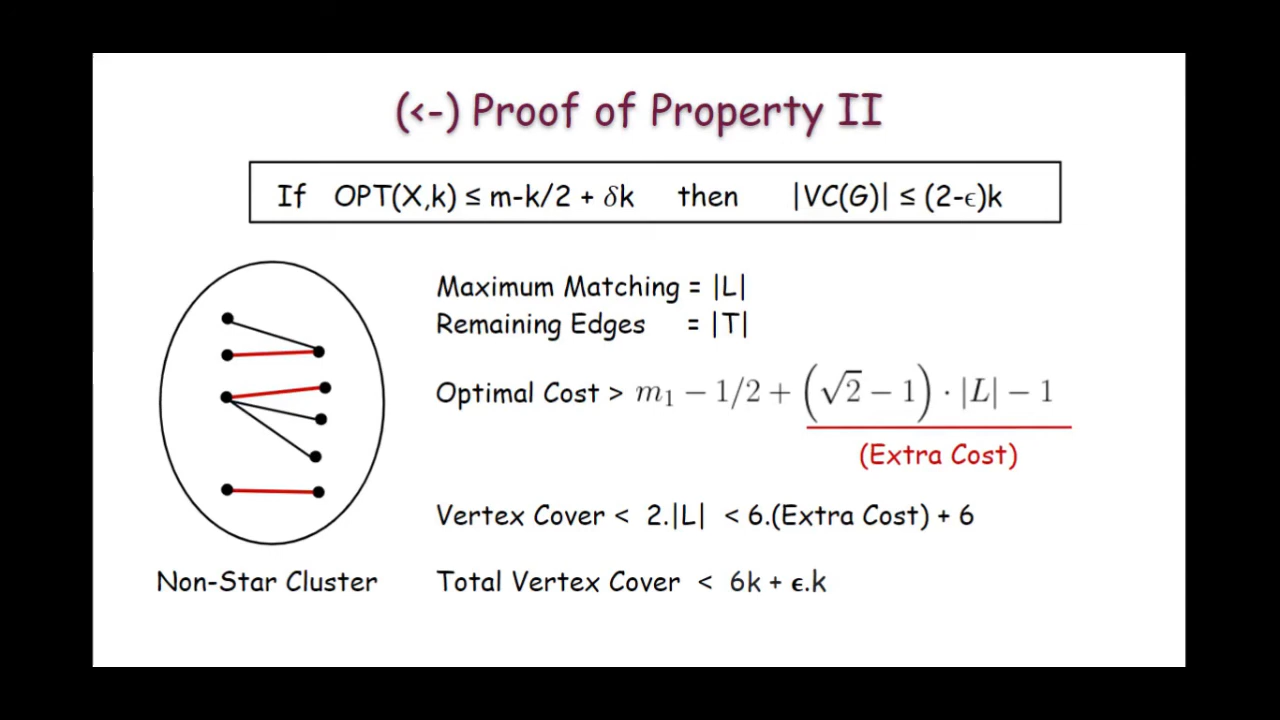 (<-) Proof of Property II
If OPT(X,k) ≤ m-k/2 + δk then |VC(G)| ≤ (2-ϵ)k
Maximum Matching = |L|
Remaining Edges = |T|
Optimal Cost > m₁ − 1/2 + (√2 − 1) · |L| − 1
(Extra Cost)
Vertex Cover < 2.|L| < 6.(Extra Cost) + 6
Non-Star Cluster
Total Vertex Cover < 6k + ϵ.k